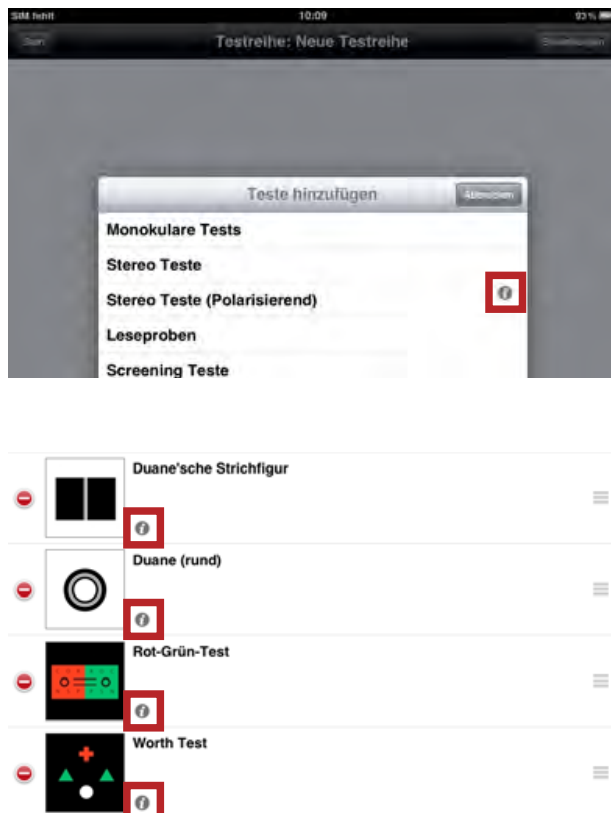 SIM fehlt 10:09 93 %
Testreihe: Neue Testreihe
Teste hinzufügen Abbrechen
Monokulare Tests
Stereo Teste
Stereo Teste (Polarisierend)
Leseproben
Screening Teste
Duane'sche Strichfigur
Duane (rund)
Rot-Grün-Test
Worth Test